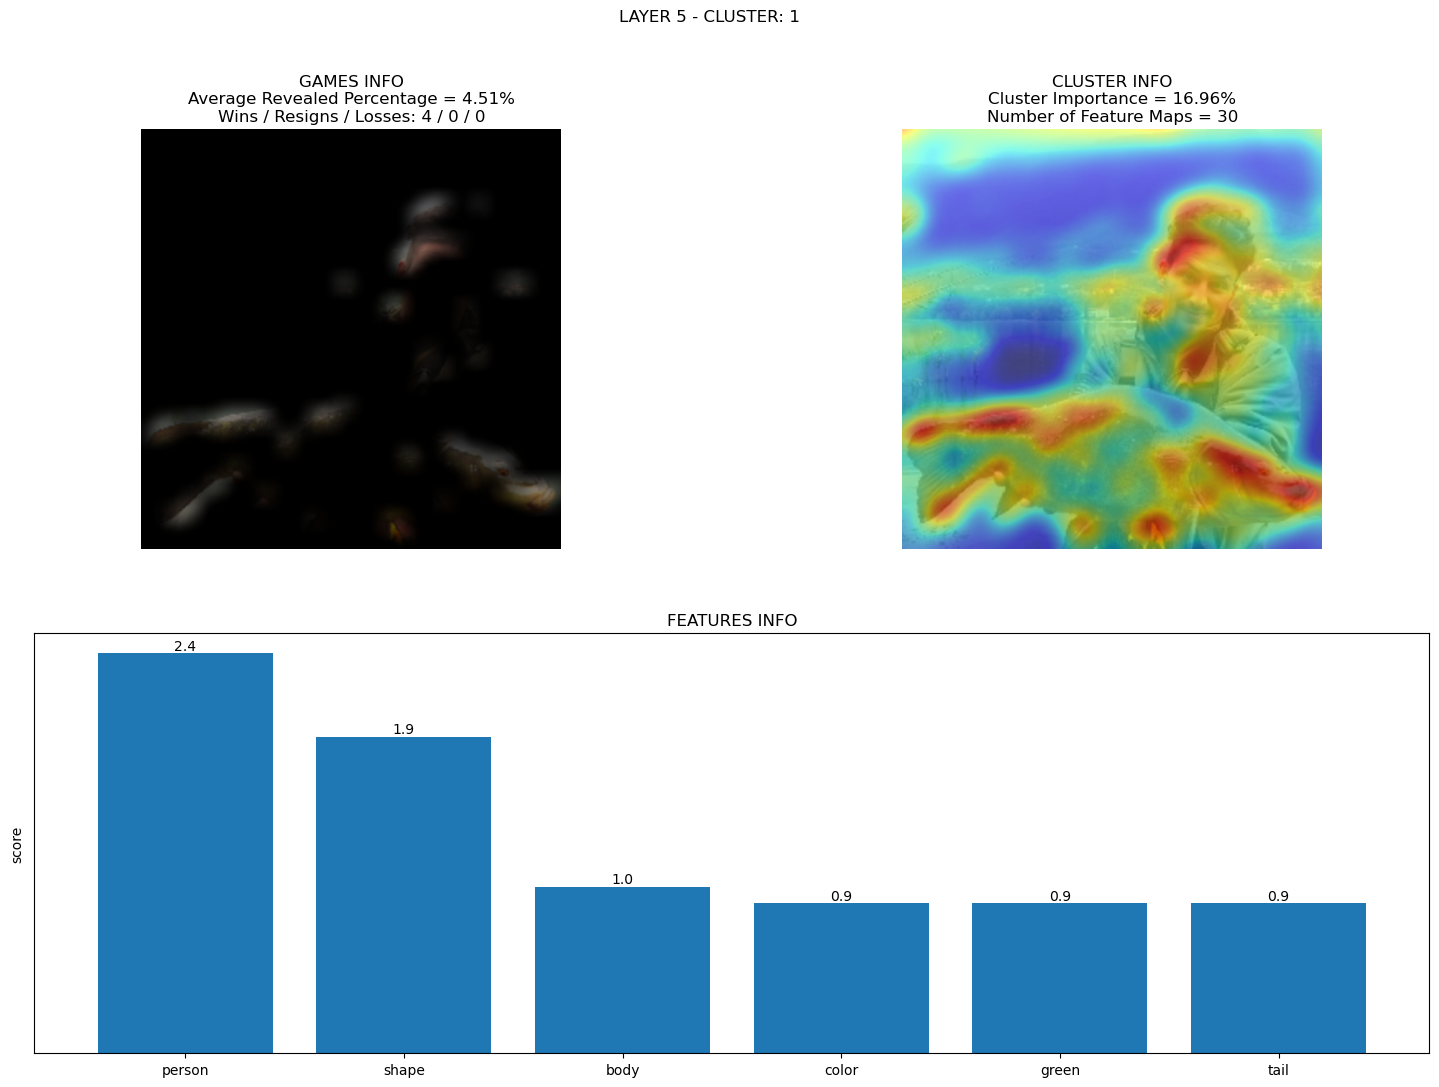 LAYER 5 - CLUSTER: 1
GAMES INFO
Average Revealed Percentage = 4.51%
Wins / Resigns / Losses: 4 / 0 / 0
CLUSTER INFO
Cluster Importance = 16.96%
Number of Feature Maps = 30
FEATURES INFO
score
2.4
1.9
1.0
0.9
0.9
0.9
person
shape
body
color
green
tail